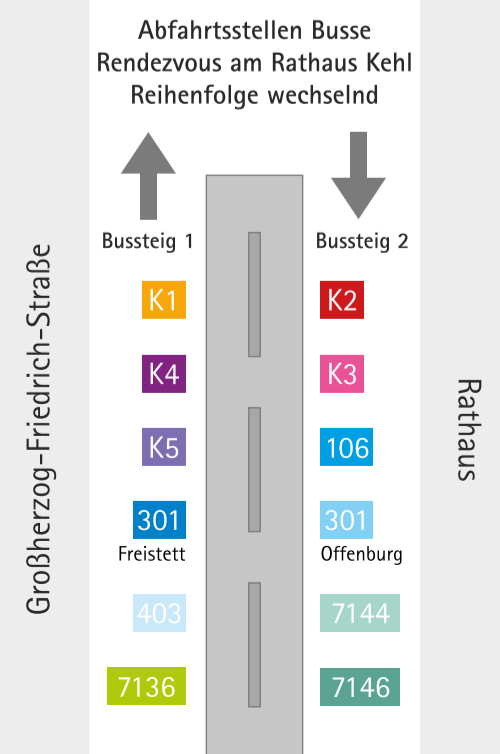 Abfahrtsstellen Busse
Rendezvous am Rathaus Kehl
Reihenfolge wechselnd
Großherzog-Friedrich-Straße
Bussteig 1
K1
K4
K5
301
Freistett
403
7136
Bussteig 2
K2
K3
106
301
Offenburg
7144
7146
Rathaus